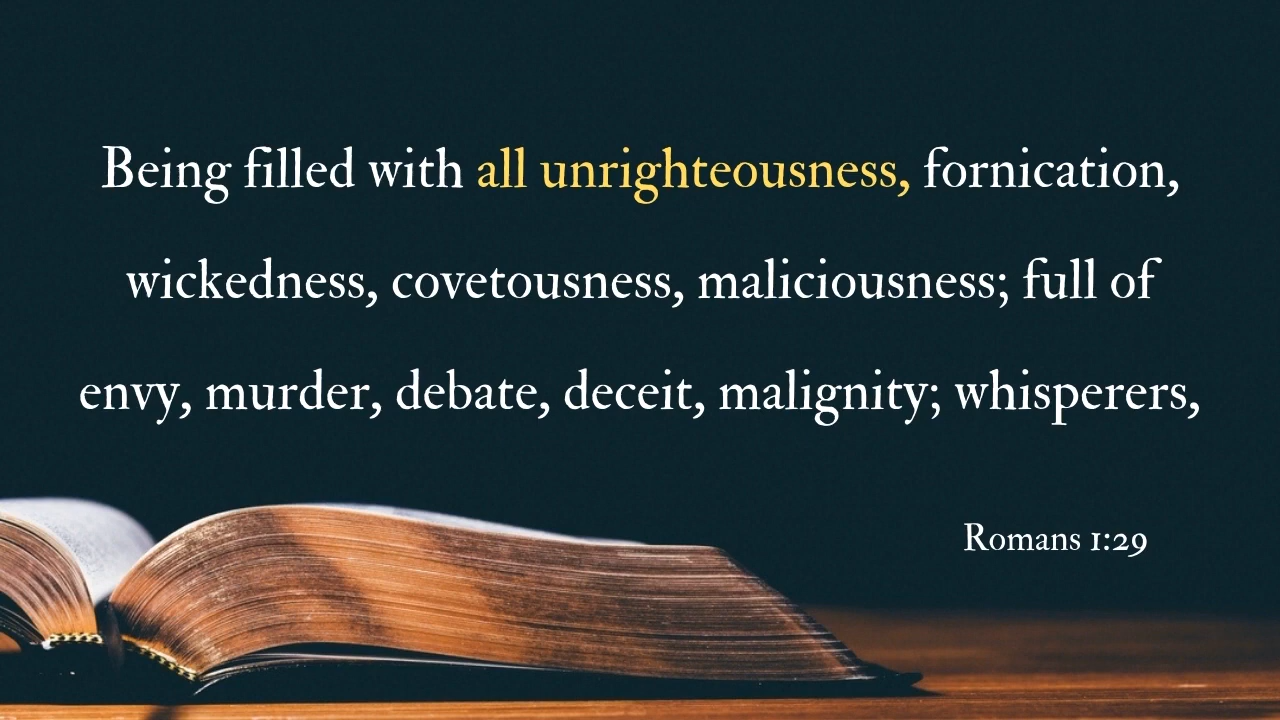 Being filled with all unrighteousness, fornication,
wickedness, covetousness, maliciousness; full of
envy, murder, debate, deceit, malignity; whisperers,
Romans 1:29